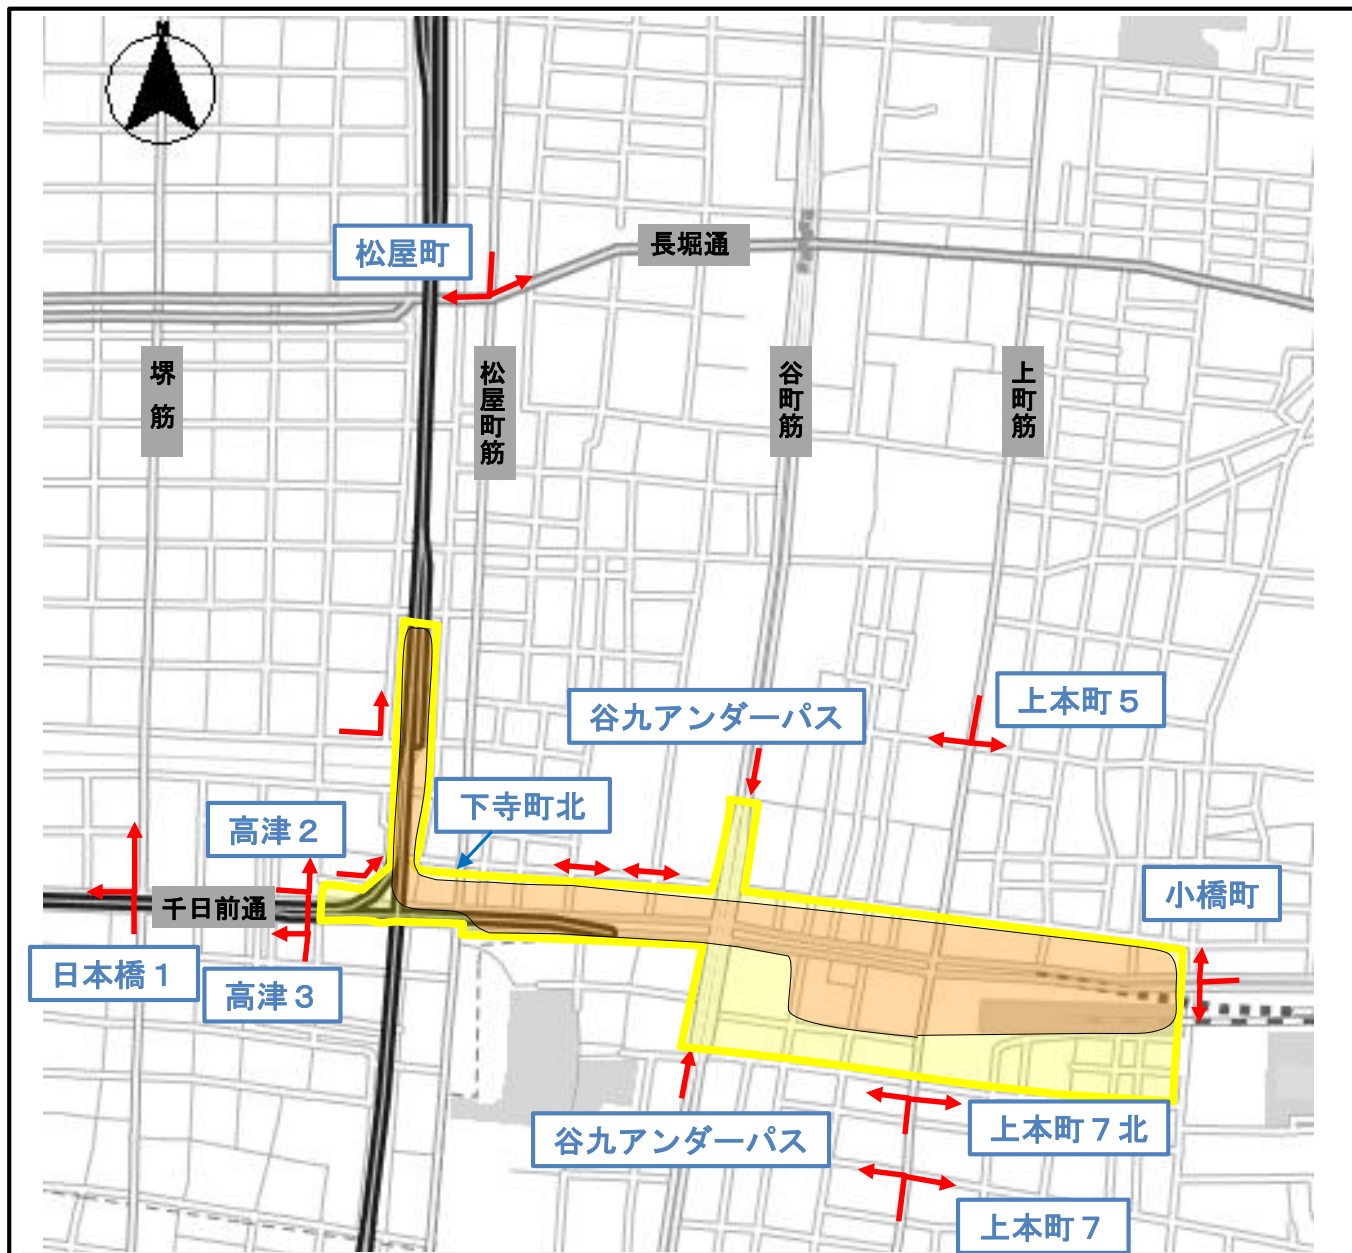 N
松屋町
長堀通
堺筋
松屋町筋
谷町筋
上町筋
上本町５
谷九アンダーパス
下寺町北
高津２
千日前通
小橋町
日本橋１
高津３
谷九アンダーパス
上本町７北
上本町７